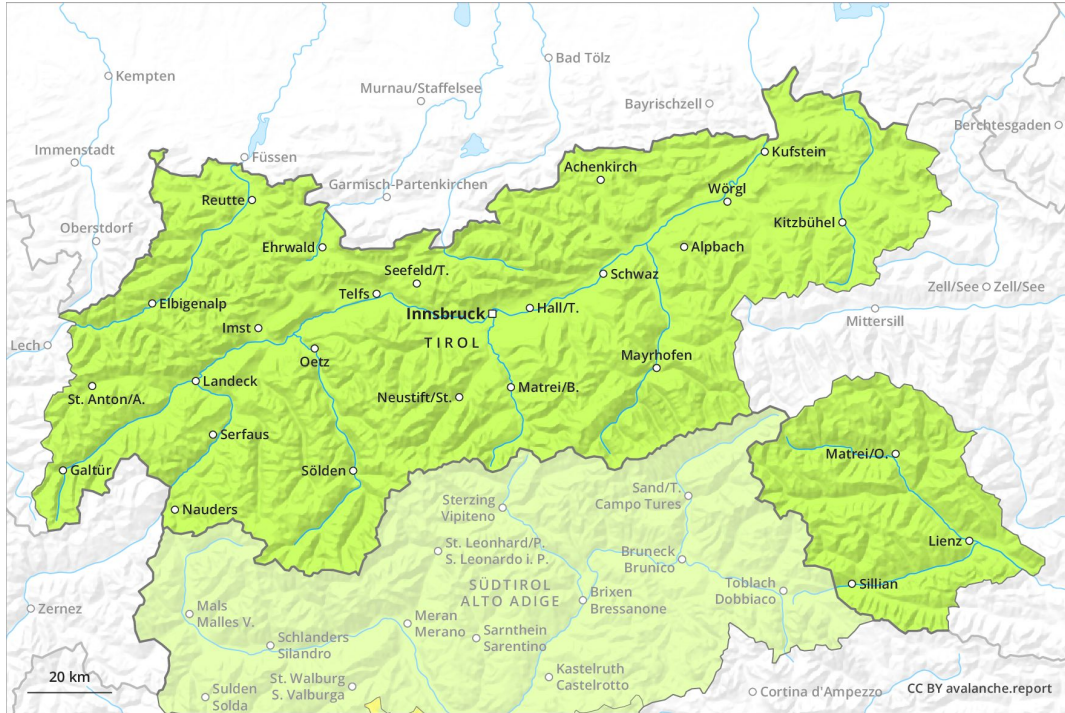 Kempten
Bad Tölz
Murnau/Staffelsee
Bayrischzell
Berchtesgaden
Immenstadt
Füssen
Kufstein
Achenkirch
Garmisch-Partenkirchen
Wörgl
Reutte
Oberstdorf
Kitzbühel
Ehrwald
Alpbach
Seefeld/T.
Schwaz
Zell/See
Zell/See
Telfs
Elbigenalp
Hall/T.
Innsbruck
Mittersill
Imst
TIROL
Lech
Mayrhofen
Oetz
Landeck
Matrei/B.
St. Anton/A.
Neustift/St.
Serfaus
Matrei/O.
Galtür
Sölden
Sand/T.
Campo Tures
Sterzing
Vipiteno
Nauders
Lienz
St. Leonhard/P.
S. Leonardo i. P.
Bruneck
Brunico
SÜDTIROL
ALTO ADIGE
Toblach
Dobbiaco
Sillian
Brixen
Bressanone
Zernez
Mals
Malles V.
Meran
Merano
Sarnthein
Sarentino
Schlanders
Silandro
Kastelruth
Castelrotto
20 km
St. Walburg
S. Valburga
Sulden
Solda
Cortina d'Ampezzo
CC BY avalanche.report